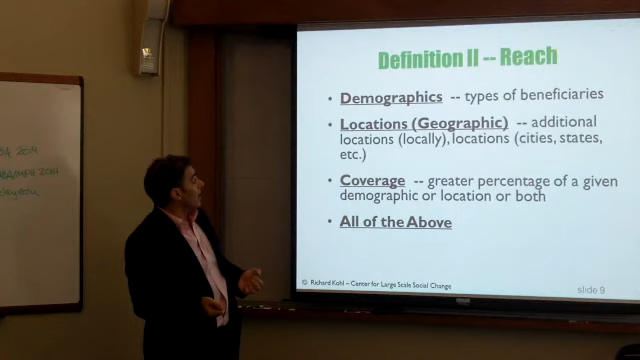 Definition II -- Reach
• Demographics -- types of beneficiaries
• Locations (Geographic) -- additional
locations (locally), locations (cities, states,
etc.)
• Coverage -- greater percentage of a given
demographic or location or both
• All of the Above
© Richard Kohl – Center for Large Scale Social Change
slide 9
2014
2014